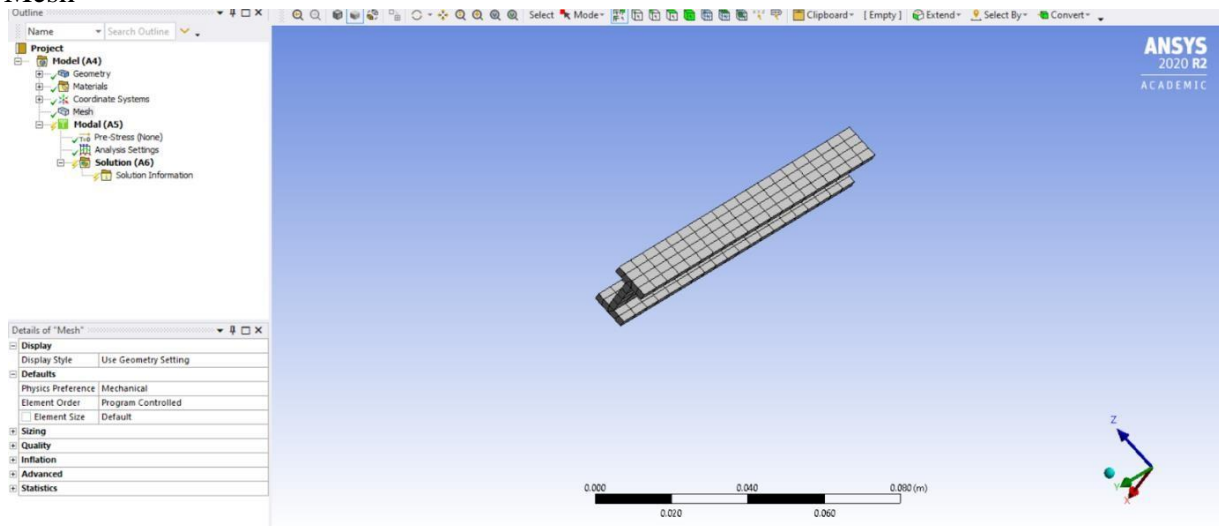 Mesh
Outline
Select Mode Clipboard [ Empty ] Extend Select By Convert
Name Search Outline
Project
Model (A4)
Geometry
Materials
Coordinate Systems
Mesh
Modal (A5)
Pre-Stress (None)
Analysis Settings
Solution (A6)
Solution Information
ANSYS
2020 R2
ACADEMIC
Details of "Mesh"
Display
Display Style Use Geometry Setting
Defaults
Physics Preference Mechanical
Element Order Program Controlled
Element Size Default
Sizing
Quality
Inflation
Advanced
Statistics
0.000 0.040 0.080 (m)
0.020 0.060
Z
Y
X